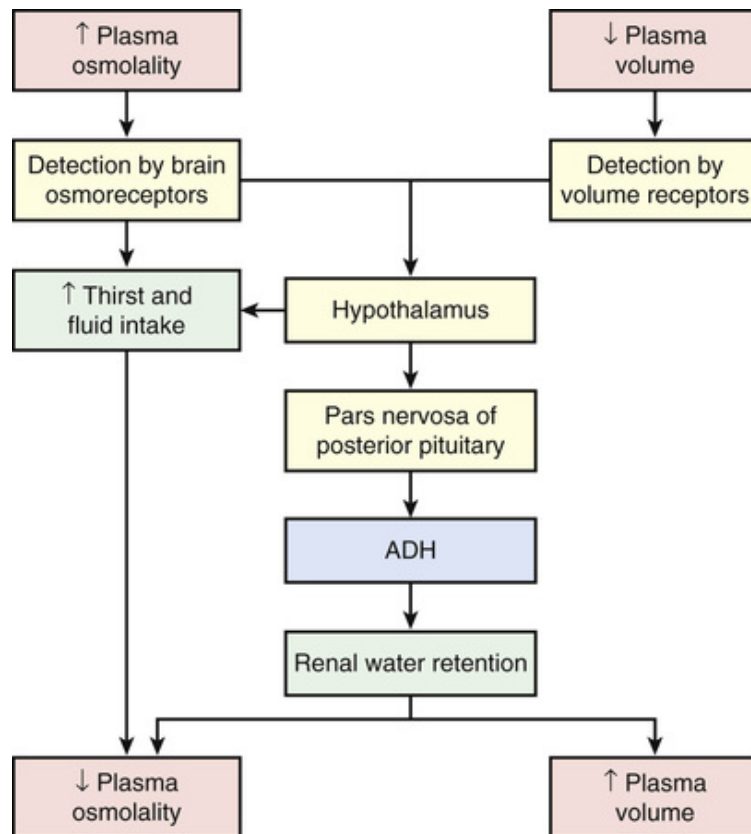 ↑ Plasma
osmolality
↓ Plasma
volume
Detection by brain
osmoreceptors
Detection by
volume receptors
↑ Thirst and
fluid intake
Hypothalamus
Pars nervosa of
posterior pituitary
ADH
Renal water retention
↓ Plasma
osmolality
↑ Plasma
volume